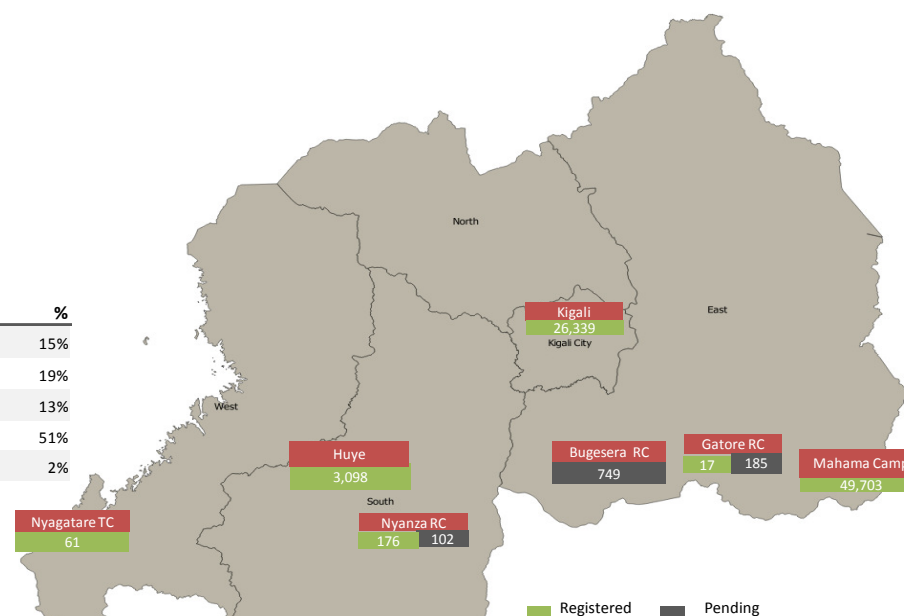 North
%
Kigali
26,339
Kigali City
East
15%
19%
13%
51%
2%
West
Huye
3,098
South
Bugesera RC
749
Gatore RC
17 185
Mahama Camp
49,703
Nyagatare TC
61
Nyanza RC
176 102
Registered Pending